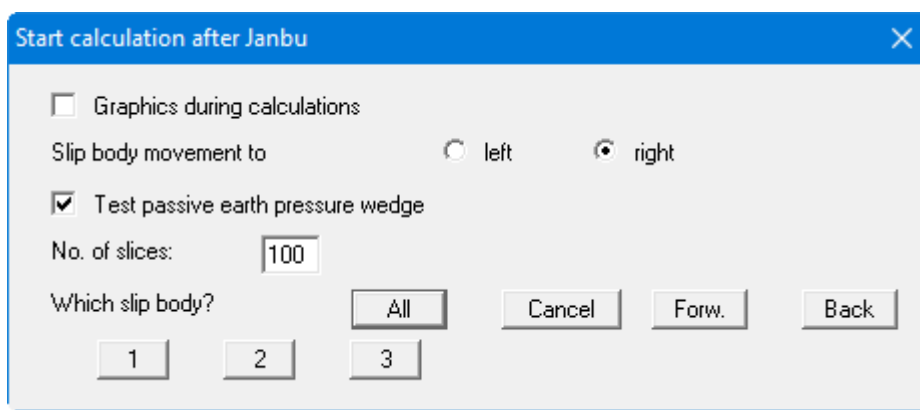 Start calculation after Janbu
Graphics during calculations
Slip body movement to left right
Test passive earth pressure wedge
No. of slices: 100
Which slip body? All Cancel Forw. Back
1 2 3